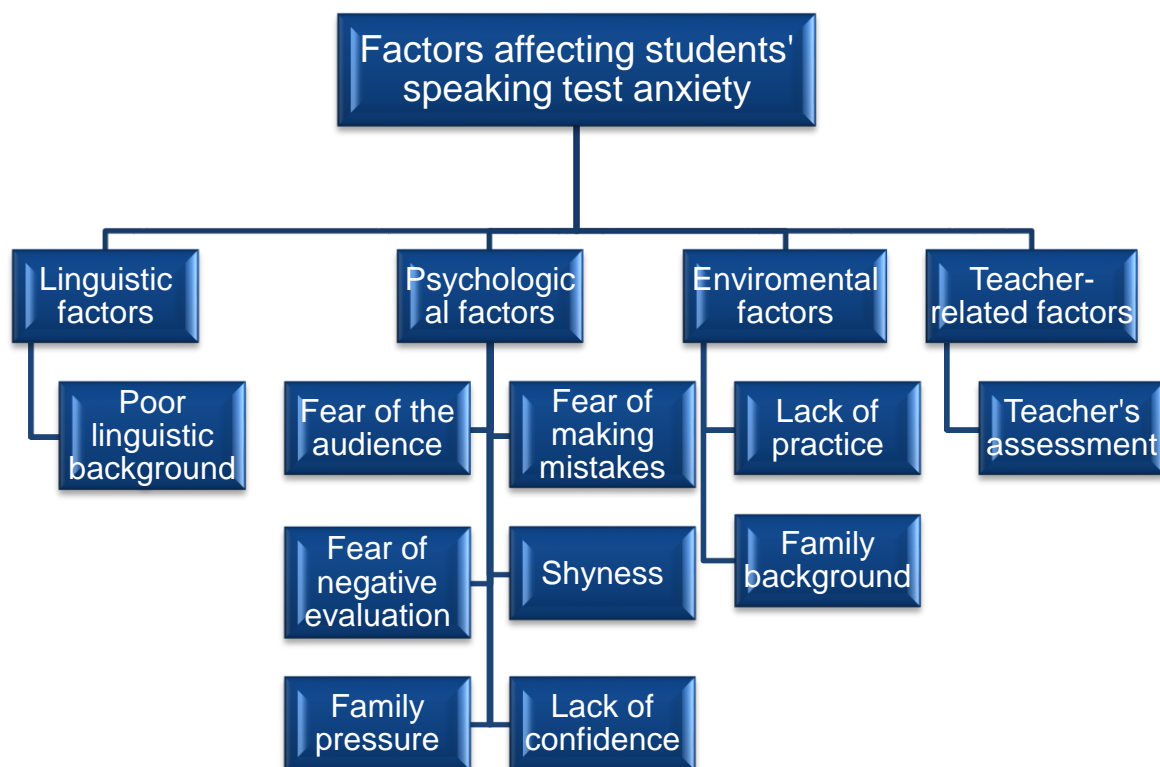 Factors affecting students'
speaking test anxiety
Linguistic
factors
Psychologic
al factors
Enviromental
factors
Teacher-
related factors
Poor
linguistic
background
Fear of the
audience
Fear of
making
mistakes
Lack of
practice
Teacher's
assessment
Fear of
negative
evaluation
Shyness
Family
background
Family
pressure
Lack of
confidence